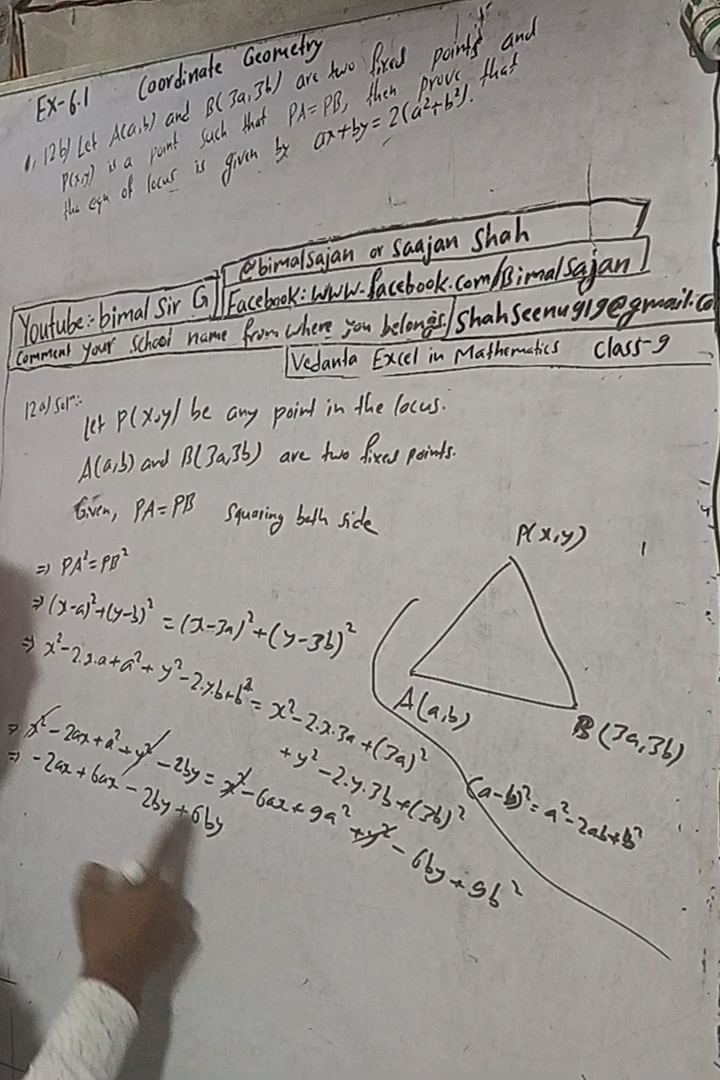 Ex-6.1 Coordinate Geometry
1. 12b) Let A(a,b) and B(3a,3b) are two fixed points and
P(x,y) is a point such that PA=PB, then prove that
the eqn of locus is given by ax+by=2(a²+b²).
@bimalsajan or Saajan Shah
Youtube:- bimal Sir G
Facebook: www.facebook.com/Bimalsajan
Comment your school name from where you belongs.
Shahseenu919@gmail.co
Vedanta Excel in Mathematics Class-9
12a) Solⁿ:-
let P(x,y) be any point in the locus.
A(a,b) and B(3a,3b) are two fixed points.
Given, PA=PB Squaring both side
⇒ PA²=PB²
⇒ (x-a)²+(y-b)² = (x-3a)²+(y-3b)²
⇒ x²-2.x.a+a²+y²-2.y.b+b² = x²-2.x.3a+(3a)²
+y²-2.y.3b+(3b)²
⇒ x²-2ax+a²+y²-2by = x²-6ax+9a²+y²-6by+9b²
⇒ -2ax+6ax-2by+6by
P(x,y)
A(a,b)
B(3a,3b)
(a-b)²=a²-2ab+b²